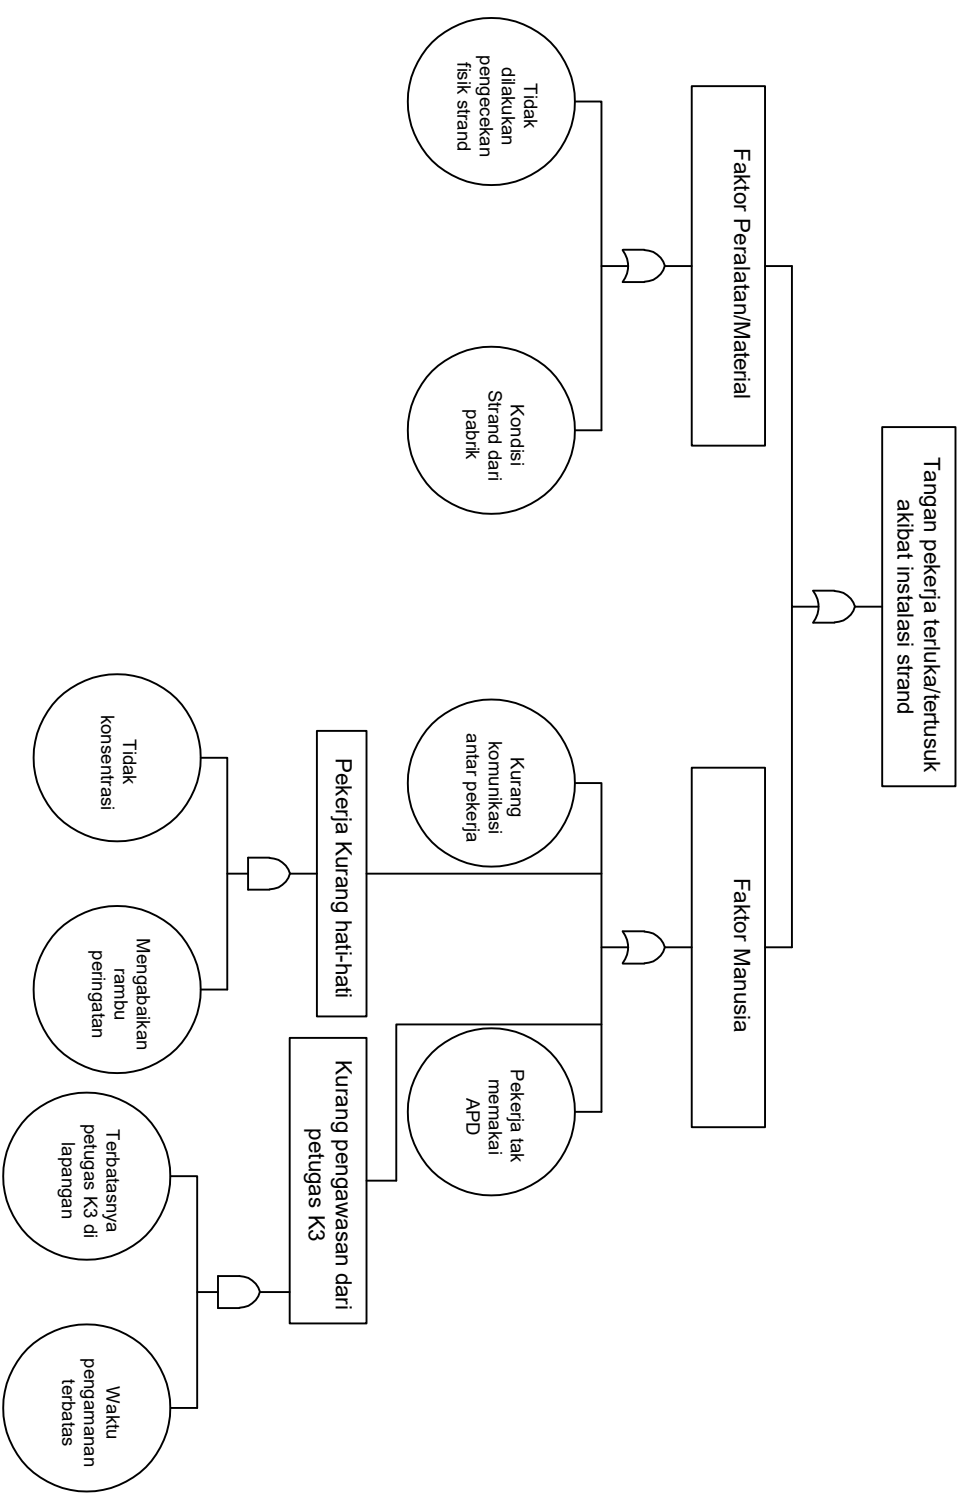 Tangan pekerja terluka/tertusuk
akibat instalasi strand
Faktor Peralatan/Material
Faktor Manusia
Tidak
dilakukan
pengecekan
fisik strand
Kondisi
Strand dari
pabrik
Kurang
komunikasi
antar pekerja
Pekerja tak
memakai
APD
Pekerja Kurang hati-hati
Kurang pengawasan dari
petugas K3
Tidak
konsentrasi
Mengabaikan
rambu
peringatan
Terbatasnya
petugas K3 di
lapangan
Waktu
pengamanan
terbatas